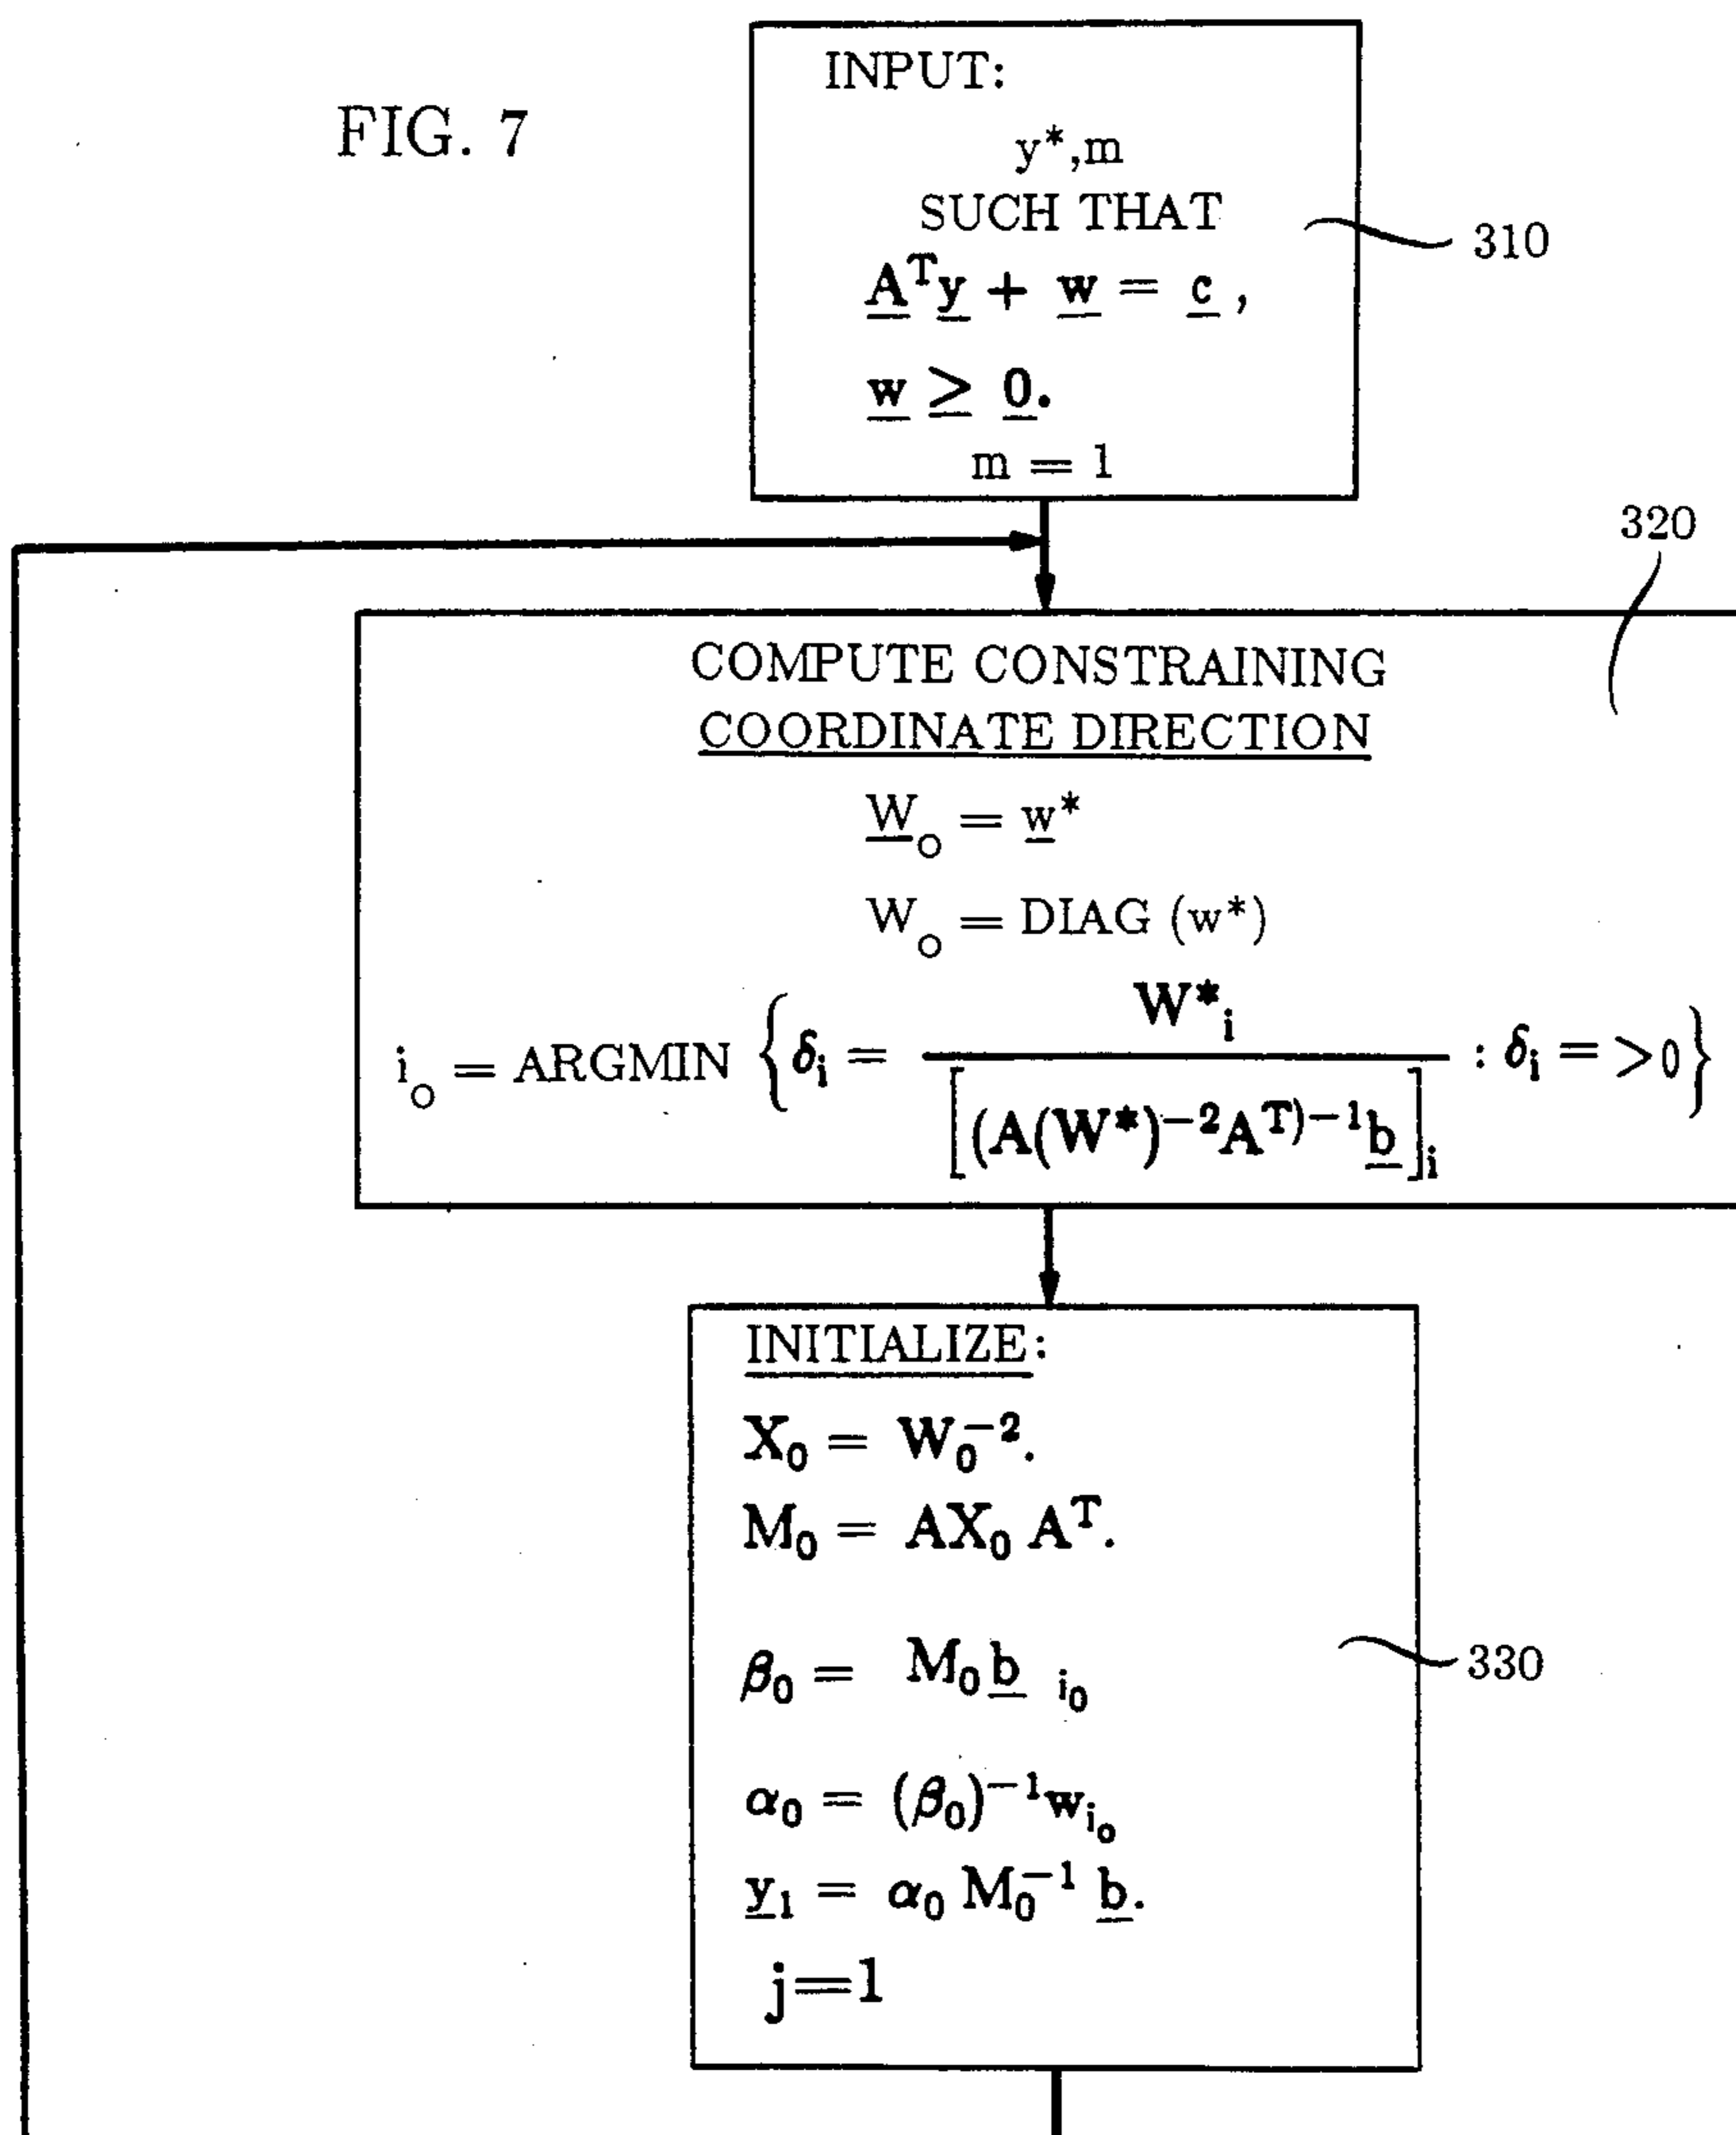 FIG. 7
INPUT:
y*,m
SUCH THAT
A^T y + w = c ,
w ≥ 0.
m = 1
310
320
COMPUTE CONSTRAINING
COORDINATE DIRECTION
W_o = w*
W_o = DIAG (w*)
i_o = ARGMIN { δ_i = W*_i / [(A(W*)^−2 A^T)^−1 b]_i : δ_i = >0 }
INITIALIZE:
X_0 = W_0^−2.
M_0 = AX_0 A^T.
β_0 = M_0 b i_0
330
α_0 = (β_0)^−1 w_i_o
y_1 = α_0 M_0^−1 b.
j=1